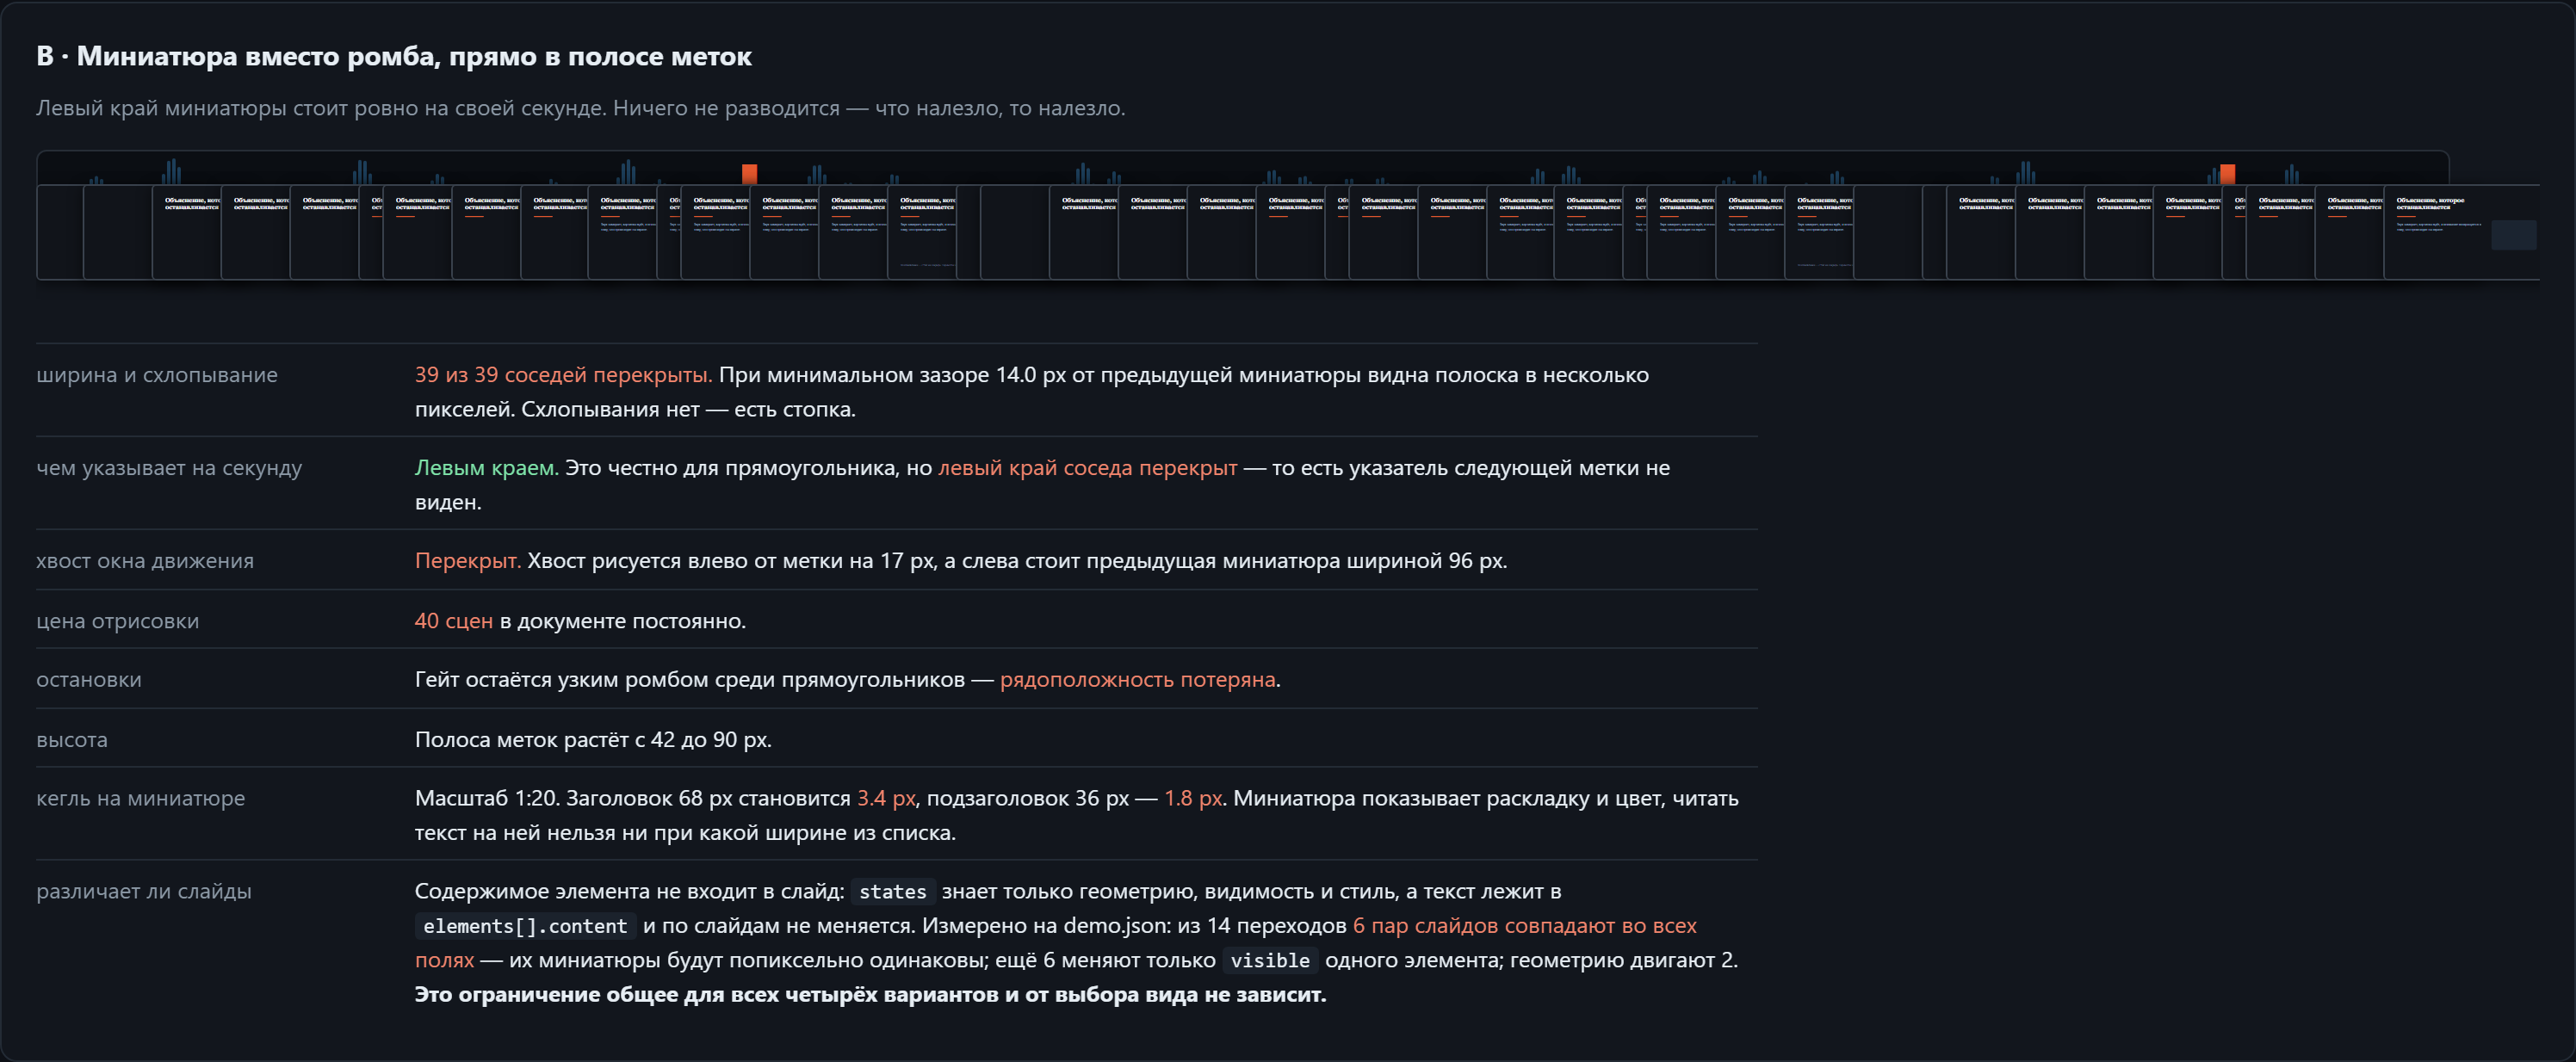 В · Миниатюра вместо ромба, прямо в полосе меток
Левый край миниатюры стоит ровно на своей секунде. Ничего не разводится — что налезло, то налезло.
Объяснение, которое
останавливается
ширина и схлопывание
39 из 39 соседей перекрыты. При минимальном зазоре 14.0 px от предыдущей миниатюры видна полоска в несколько
пикселей. Схлопывания нет — есть стопка.
чем указывает на секунду
Левым краем. Это честно для прямоугольника, но левый край соседа перекрыт — то есть указатель следующей метки не
виден.
хвост окна движения
Перекрыт. Хвост рисуется влево от метки на 17 px, а слева стоит предыдущая миниатюра шириной 96 px.
цена отрисовки
40 сцен в документе постоянно.
остановки
Гейт остаётся узким ромбом среди прямоугольников — рядоположность потеряна.
высота
Полоса меток растёт с 42 до 90 px.
кегль на миниатюре
Масштаб 1:20. Заголовок 68 px становится 3.4 px, подзаголовок 36 px — 1.8 px. Миниатюра показывает раскладку и цвет, читать
текст на ней нельзя ни при какой ширине из списка.
различает ли слайды
Содержимое элемента не входит в слайд: states знает только геометрию, видимость и стиль, а текст лежит в
elements[].content и по слайдам не меняется. Измерено на demo.json: из 14 переходов 6 пар слайдов совпадают во всех
полях — их миниатюры будут попиксельно одинаковы; ещё 6 меняют только visible одного элемента; геометрию двигают 2.
Это ограничение общее для всех четырёх вариантов и от выбора вида не зависит.